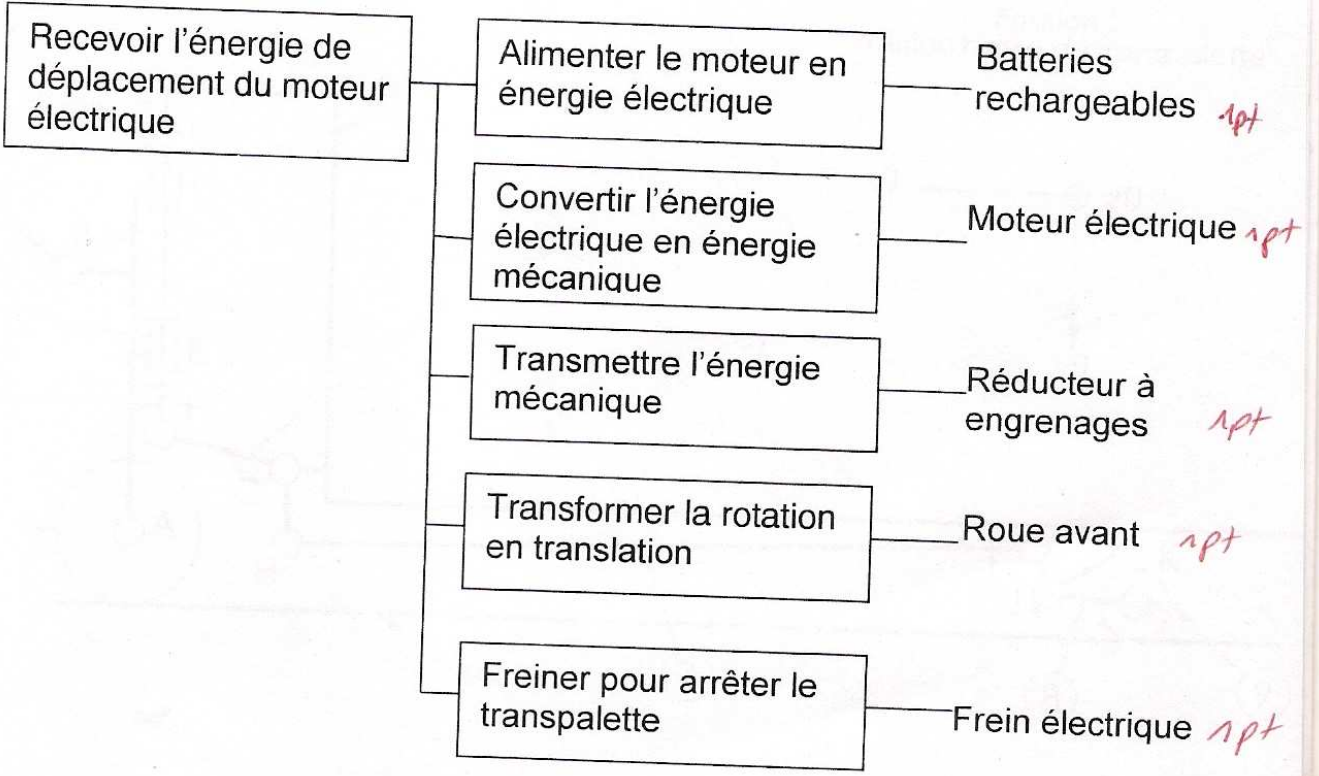 Recevoir l'énergie de
déplacement du moteur
électrique
Alimenter le moteur en
énergie électrique
Batteries
rechargeables 1pt
Convertir l'énergie
électrique en énergie
mécanique
Moteur électrique 1pt
Transmettre l'énergie
mécanique
Réducteur à
engrenages 1pt
Transformer la rotation
en translation
Roue avant 1pt
Freiner pour arrêter le
transpalette
Frein électrique 1pt